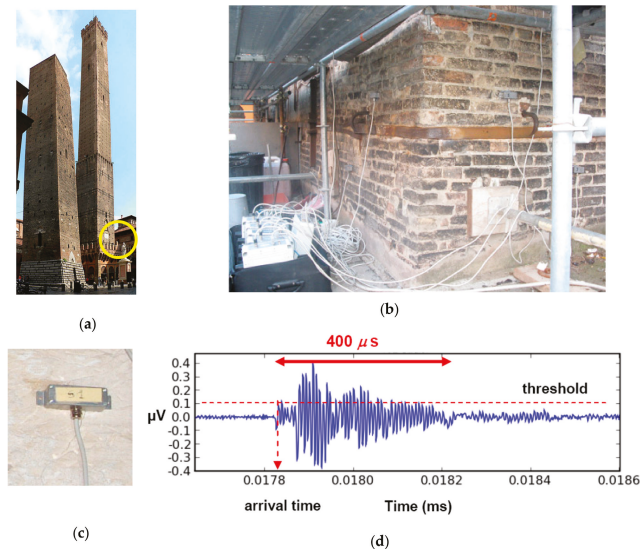 (a)
(b)
400 μs
0.4
0.3
0.2
0.1
0.0
-0.1
-0.2
-0.3
-0.4
μV
threshold
0.0178
0.0180
0.0182
0.0184
0.0186
arrival time
Time (ms)
(c)
(d)